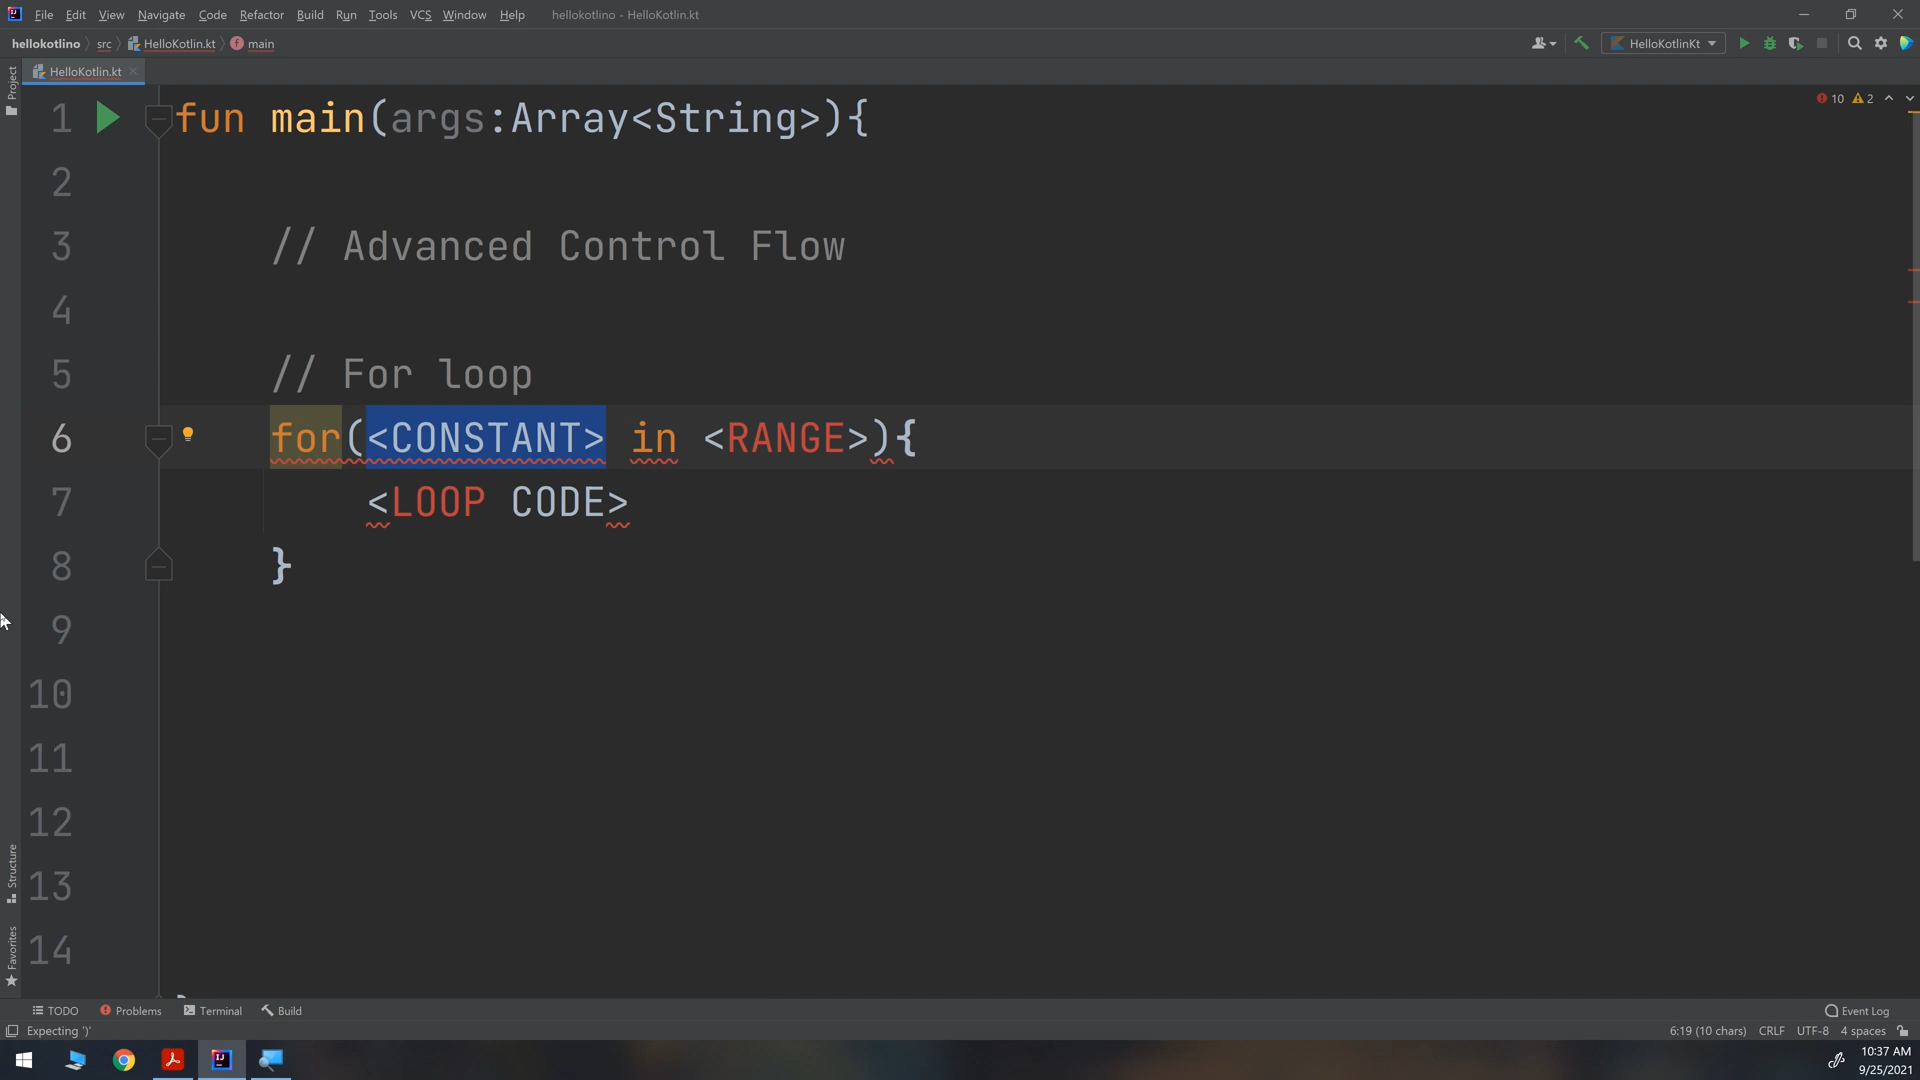 File Edit View Navigate Code Refactor Build Run Tools VCS Window Help hellokotlino - HelloKotlin.kt
hellokotlino src HelloKotlin.kt main HelloKotlinKt
Project
HelloKotlin.kt
10 2
1 fun main(args:Array<String>){
2
3 // Advanced Control Flow
4
5 // For loop
6 for(<CONSTANT> in <RANGE>){
7 <LOOP CODE>
8 }
9
10
11
12
13
14
Structure
Favorites
TODO Problems Terminal Build Event Log
Expecting ')' 6:19 (10 chars) CRLF UTF-8 4 spaces
10:37 AM
9/25/2021